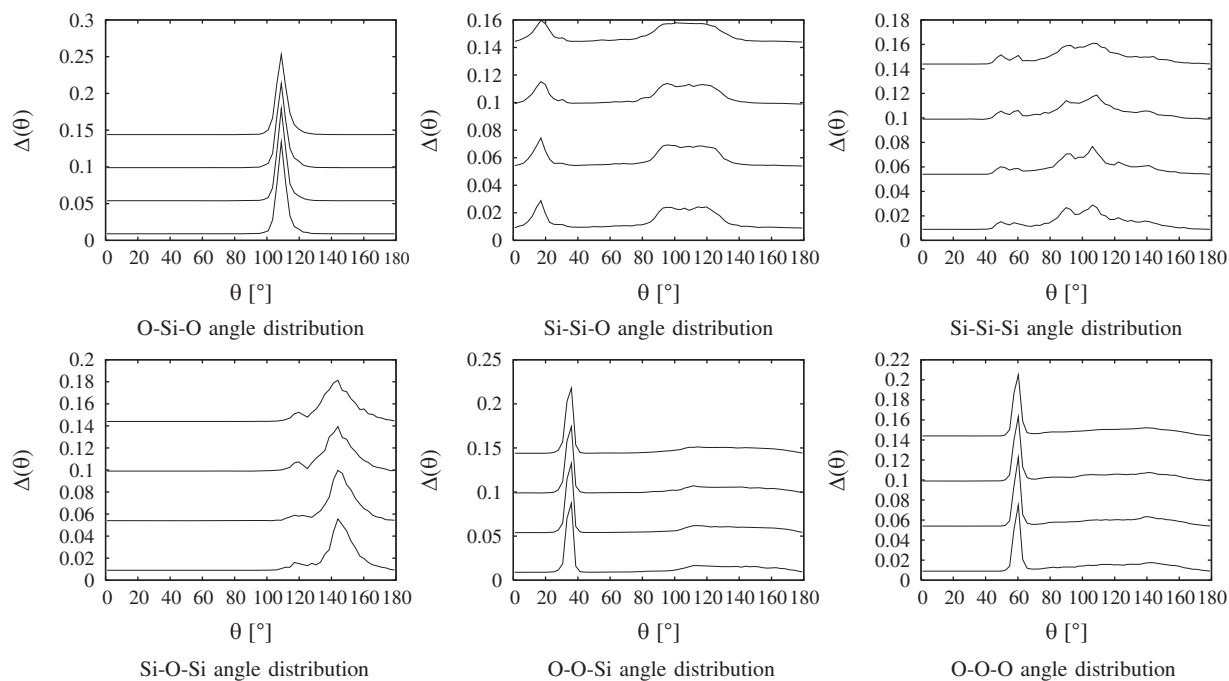 0.3
0.25
0.2
0.15
0.1
0.05
0
Δ(θ)
0 20 40 60 80 100 120 140 160 180
θ [°]
O-Si-O angle distribution
0.16
0.14
0.12
0.1
0.08
0.06
0.04
0.02
0
Δ(θ)
0 20 40 60 80 100 120 140 160 180
θ [°]
Si-Si-O angle distribution
0.18
0.16
0.14
0.12
0.1
0.08
0.06
0.04
0.02
0
Δ(θ)
0 20 40 60 80 100 120 140 160 180
θ [°]
Si-Si-Si angle distribution
0.2
0.18
0.16
0.14
0.12
0.1
0.08
0.06
0.04
0.02
0
Δ(θ)
0 20 40 60 80 100 120 140 160 180
θ [°]
Si-O-Si angle distribution
0.25
0.2
0.15
0.1
0.05
0
Δ(θ)
0 20 40 60 80 100 120 140 160 180
θ [°]
O-O-Si angle distribution
0.22
0.2
0.18
0.16
0.14
0.12
0.1
0.08
0.06
0.04
0.02
0
Δ(θ)
0 20 40 60 80 100 120 140 160 180
θ [°]
O-O-O angle distribution